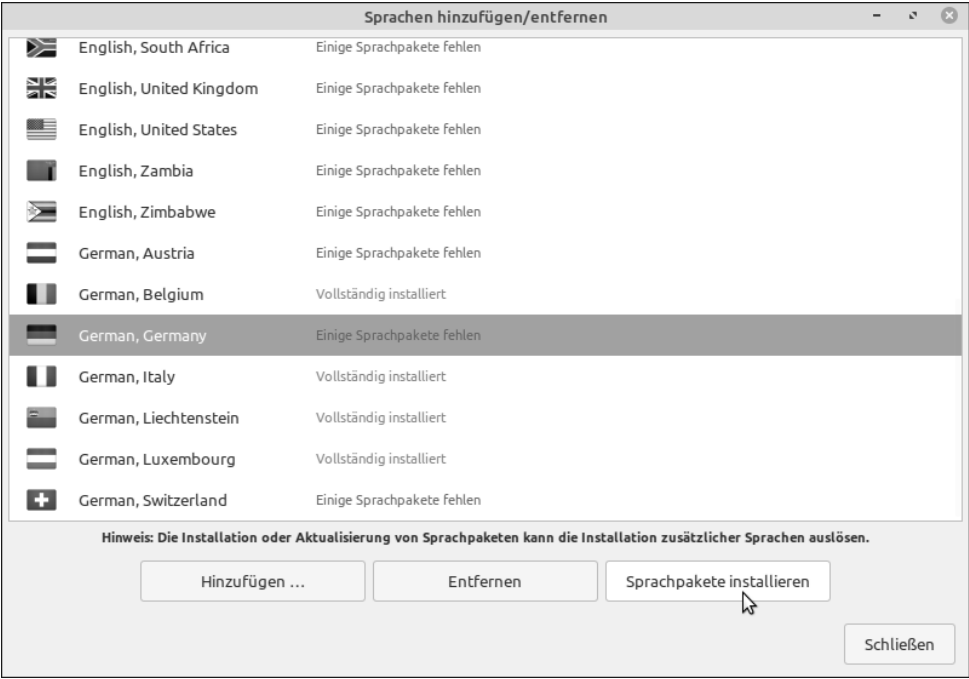 Sprachen hinzufügen/entfernen
English, South Africa Einige Sprachpakete fehlen
English, United Kingdom Einige Sprachpakete fehlen
English, United States Einige Sprachpakete fehlen
English, Zambia Einige Sprachpakete fehlen
English, Zimbabwe Einige Sprachpakete fehlen
German, Austria Einige Sprachpakete fehlen
German, Belgium Vollständig installiert
German, Germany Einige Sprachpakete fehlen
German, Italy Vollständig installiert
German, Liechtenstein Vollständig installiert
German, Luxembourg Vollständig installiert
German, Switzerland Einige Sprachpakete fehlen
Hinweis: Die Installation oder Aktualisierung von Sprachpaketen kann die Installation zusätzlicher Sprachen auslösen.
Hinzufügen … Entfernen Sprachpakete installieren
Schließen